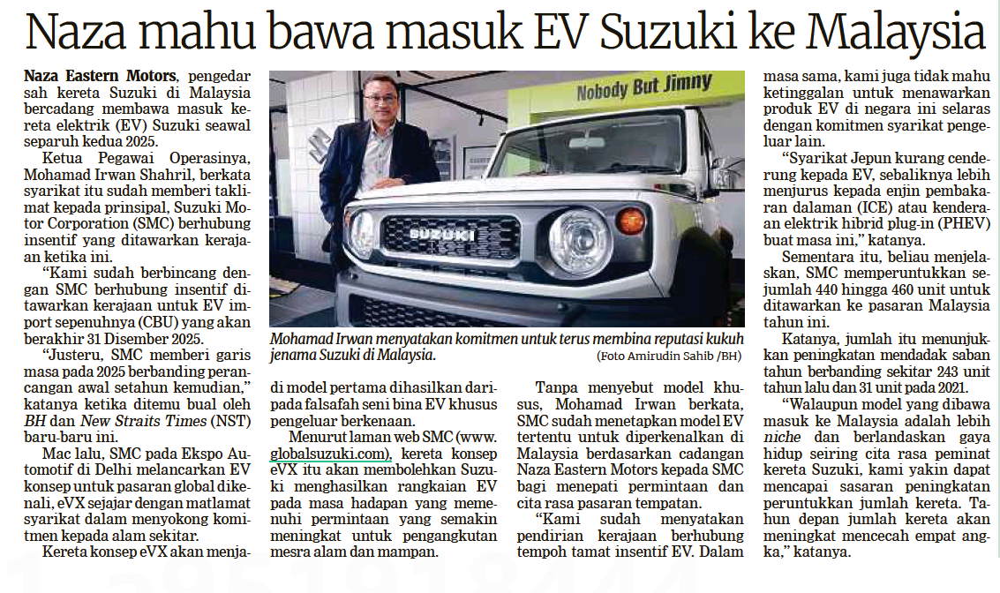 Naza mahu bawa masuk EV Suzuki ke Malaysia
Naza Eastern Motors, pengedar
sah kereta Suzuki di Malaysia
bercadang membawa masuk ke-
reta elektrik (EV) Suzuki seawal
separuh kedua 2025.
Ketua Pegawai Operasinya,
Mohamad Irwan Shahril, berkata
syarikat itu sudah memberi takli-
mat kepada prinsipal, Suzuki Mo-
tor Corporation (SMC) berhubung
insentif yang ditawarkan keraja-
an ketika ini.
“Kami sudah berbincang den-
gan SMC berhubung insentif di-
tawarkan kerajaan untuk EV im-
port sepenuhnya (CBU) yang akan
berakhir 31 Disember 2025.
“Justeru, SMC memberi garis
masa pada 2025 berbanding peran-
cangan awal setahun kemudian,”
katanya ketika ditemu bual oleh
BH dan New Straits Times (NST)
baru-baru ini.
Mac lalu, SMC pada Ekspo Au-
tomotif di Delhi melancarkan EV
konsep untuk pasaran global dike-
nali, eVX sejajar dengan matlamat
syarikat dalam menyokong komi-
tmen kepada alam sekitar.
Kereta konsep eVX akan menja-
Nobody But Jimny
SUZUKI
Mohamad Irwan menyatakan komitmen untuk terus membina reputasi kukuh
jenama Suzuki di Malaysia.
(Foto Amirudin Sahib /BH)
di model pertama dihasilkan dari-
pada falsafah seni bina EV khusus
pengeluar berkenaan.
Menurut laman web SMC (www.
globalsuzuki.com), kereta konsep
eVX itu akan membolehkan Suzu-
ki menghasilkan rangkaian EV
pada masa hadapan yang meme-
nuhi permintaan yang semakin
meningkat untuk pengangkutan
mesra alam dan mampan.
Tanpa menyebut model khu-
sus, Mohamad Irwan berkata,
SMC sudah menetapkan model EV
tertentu untuk diperkenalkan di
Malaysia berdasarkan cadangan
Naza Eastern Motors kepada SMC
bagi menepati permintaan dan
cita rasa pasaran tempatan.
“Kami sudah menyatakan
pendirian kerajaan berhubung
tempoh tamat insentif EV. Dalam
masa sama, kami juga tidak mahu
ketinggalan untuk menawarkan
produk EV di negara ini selaras
dengan komitmen syarikat penge-
luar lain.
“Syarikat Jepun kurang cende-
rung kepada EV, sebaliknya lebih
menjurus kepada enjin pembaka-
ran dalaman (ICE) atau kendera-
an elektrik hibrid plug-in (PHEV)
buat masa ini,” katanya.
Sementara itu, beliau menjela-
skan, SMC memperuntukkan se-
jumlah 440 hingga 460 unit untuk
ditawarkan ke pasaran Malaysia
tahun ini.
Katanya, jumlah itu menunjuk-
kan peningkatan mendadak saban
tahun berbanding sekitar 243 unit
tahun lalu dan 31 unit pada 2021.
“Walaupun model yang dibawa
masuk ke Malaysia adalah lebih
niche dan berlandaskan gaya
hidup seiring cita rasa peminat
kereta Suzuki, kami yakin dapat
mencapai sasaran peningkatan
peruntukkan jumlah kereta. Ta-
hun depan jumlah kereta akan
meningkat mencecah empat ang-
ka,” katanya.